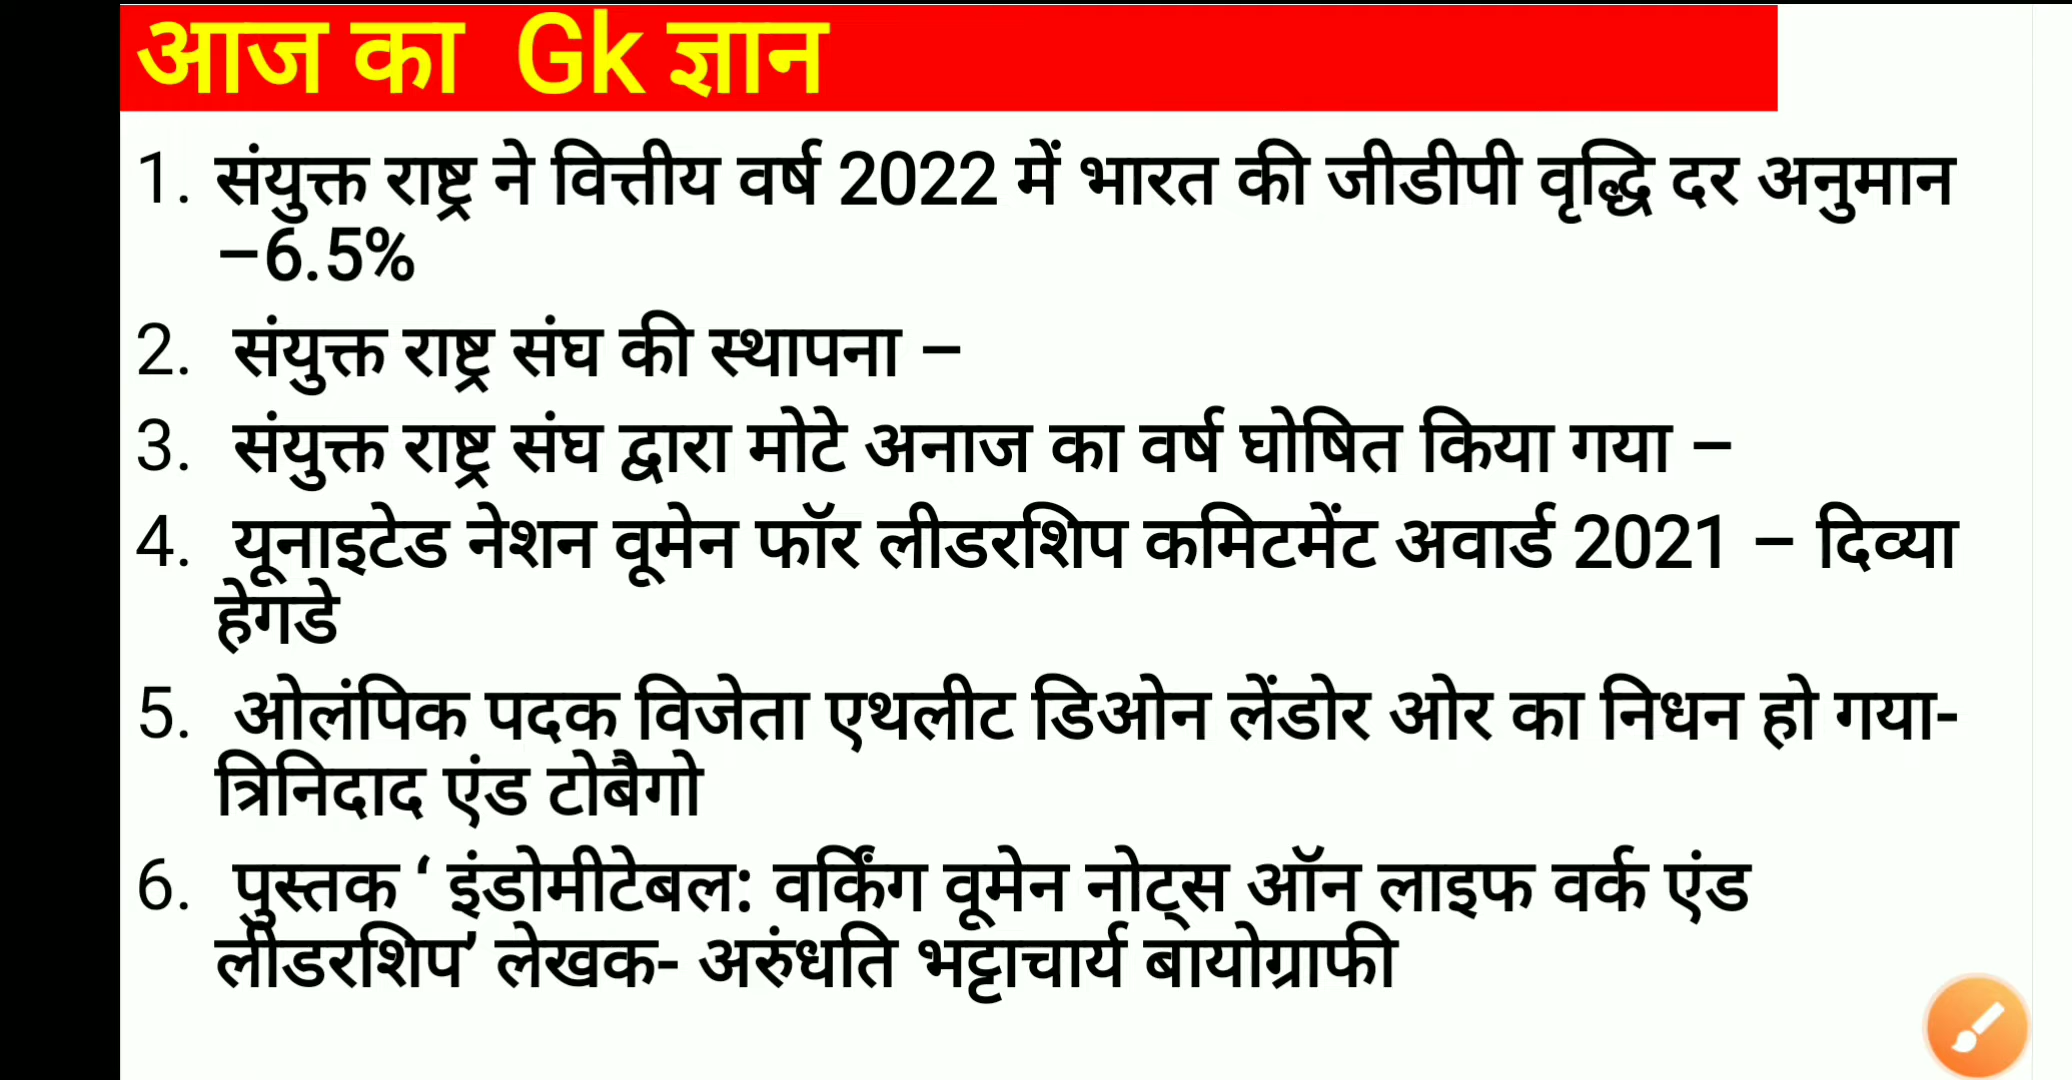 आज का Gk ज्ञान
1. संयुक्त राष्ट्र ने वित्तीय वर्ष 2022 में भारत की जीडीपी वृद्धि दर अनुमान
–6.5%
2. संयुक्त राष्ट्र संघ की स्थापना –
3. संयुक्त राष्ट्र संघ द्वारा मोटे अनाज का वर्ष घोषित किया गया –
4. यूनाइटेड नेशन वूमेन फॉर लीडरशिप कमिटमेंट अवार्ड 2021 – दिव्या
हेगडे
5. ओलंपिक पदक विजेता एथलीट डिओन लेंडोर ओर का निधन हो गया-
त्रिनिदाद एंड टोबैगो
6. पुस्तक ‘ इंडोमीटेबल: वर्किंग वूमेन नोट्स ऑन लाइफ वर्क एंड
लीडरशिप’ लेखक- अरुंधति भट्टाचार्य बायोग्राफी